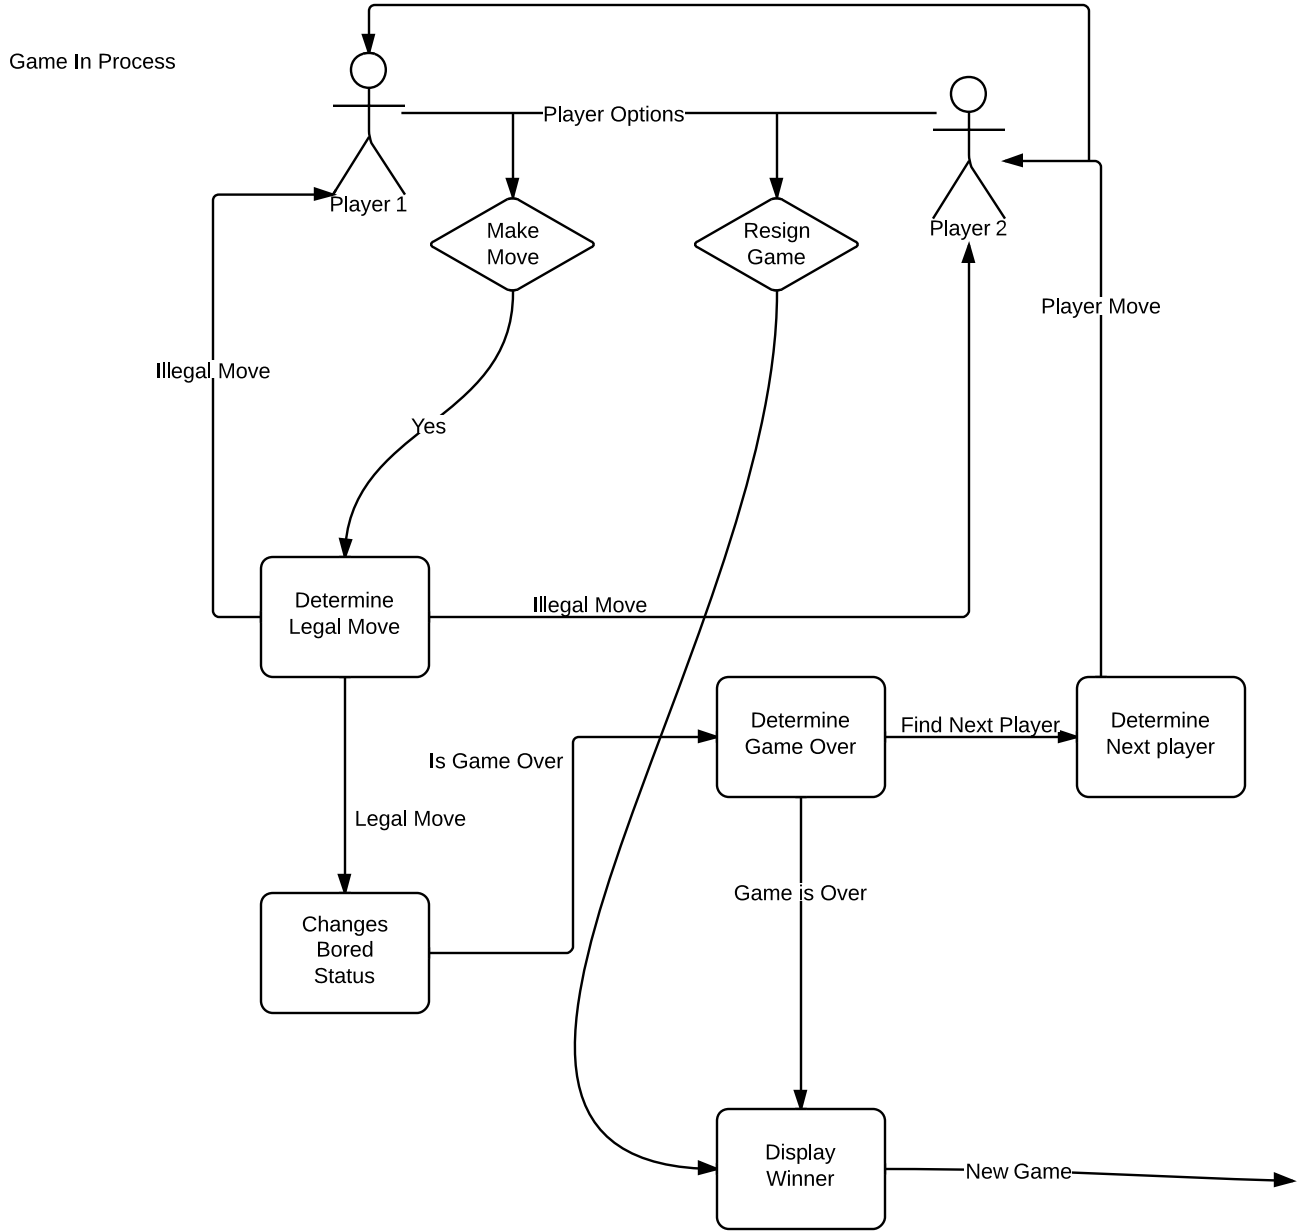 Game In Process
Player Options
Player 1
Player 2
Make
Move
Resign
Game
Player Move
Illegal Move
Yes
Determine
Legal Move
Illegal Move
Determine
Game Over
Find Next Player
Determine
Next player
Is Game Over
Legal Move
Game is Over
Changes
Bored
Status
Display
Winner
New Game